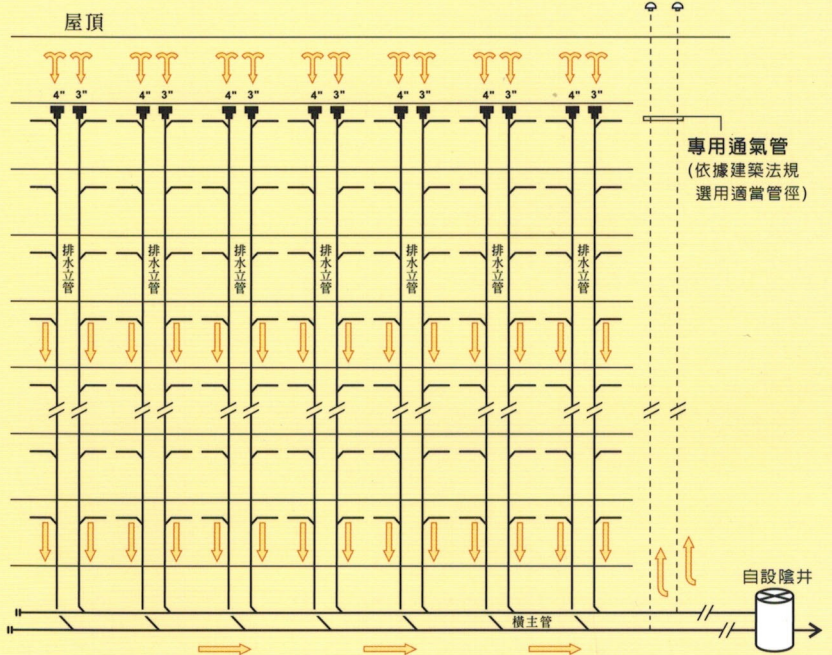 屋頂
4" 3" 4" 3" 4" 3" 4" 3" 4" 3" 4" 3" 4" 3"
專用通氣管
(依據建築法規
選用適當管徑)
排水立管 排水立管 排水立管 排水立管 排水立管 排水立管 排水立管
自設陰井
橫主管